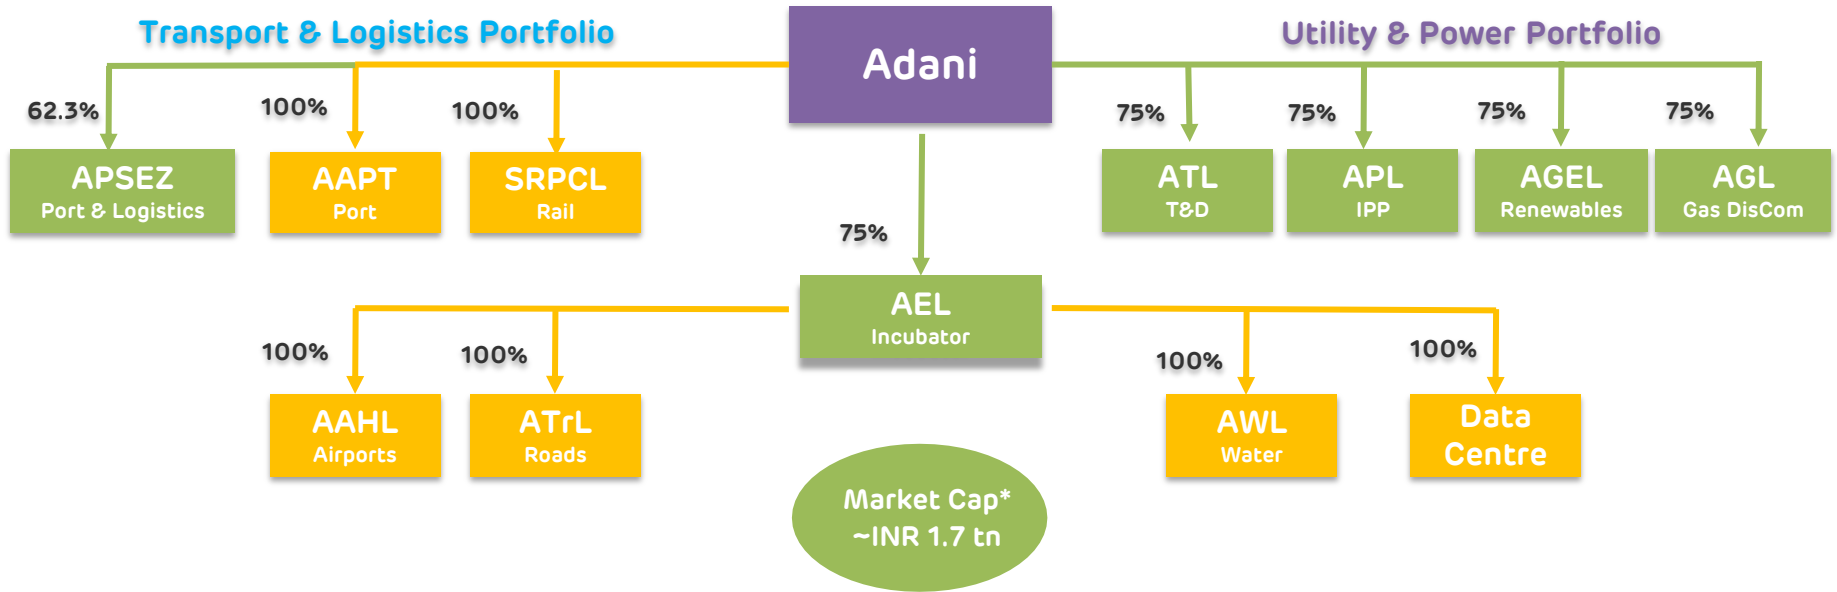 Transport & Logistics Portfolio
Adani
Utility & Power Portfolio
62.3%
100%
100%
75%
75%
75%
75%
APSEZ
Port & Logistics
AAPT
Port
SRPCL
Rail
ATL
T&D
APL
IPP
AGEL
Renewables
AGL
Gas DisCom
75%
AEL
Incubator
100%
100%
100%
100%
AAHL
Airports
ATrL
Roads
AWL
Water
Data
Centre
Market Cap*
~INR 1.7 tn